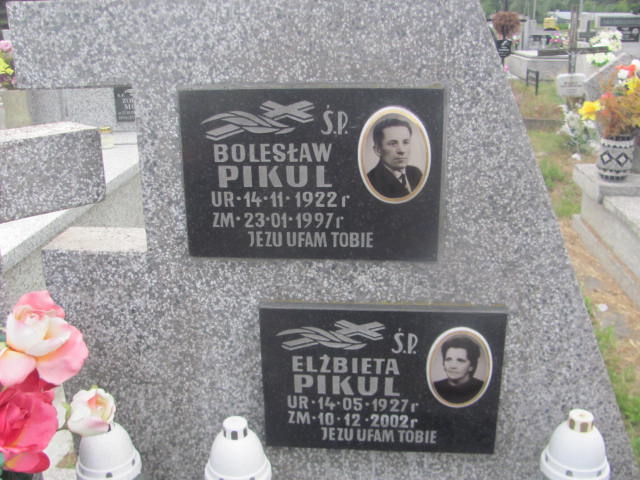 Ś.P.
BOLESŁAW
PIKUL
UR·14·11·1922 r
ZM·23·01·1997 r
JEZU UFAM TOBIE
Ś.P.
ELŻBIETA
PIKUL
UR·14·05·1927 r
ZM·10·12·2002 r
JEZU UFAM TOBIE